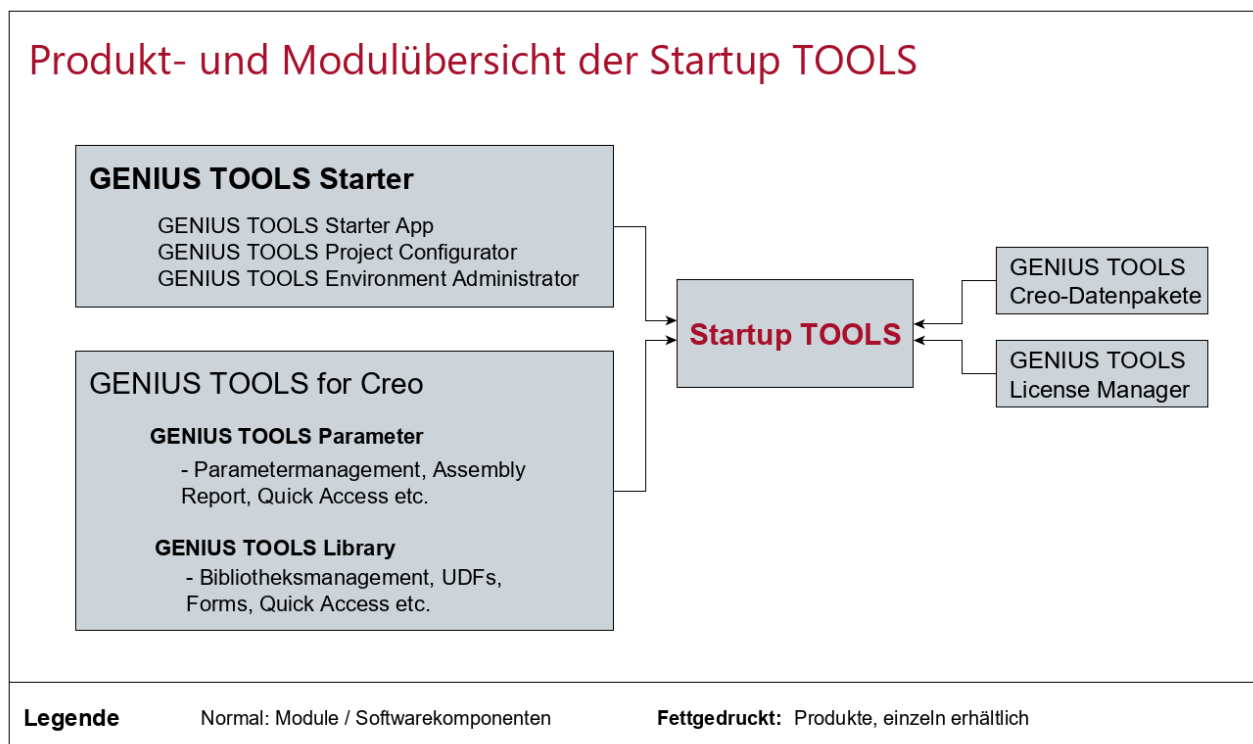 Produkt- und Modulübersicht der Startup TOOLS
GENIUS TOOLS Starter
GENIUS TOOLS Starter App
GENIUS TOOLS Project Configurator
GENIUS TOOLS Environment Administrator
GENIUS TOOLS for Creo
GENIUS TOOLS Parameter
- Parametermanagement, Assembly
Report, Quick Access etc.
GENIUS TOOLS Library
- Bibliotheksmanagement, UDFs,
Forms, Quick Access etc.
Startup TOOLS
GENIUS TOOLS
Creo-Datenpakete
GENIUS TOOLS
License Manager
Legende
Normal: Module / Softwarekomponenten
Fettgedruckt: Produkte, einzeln erhältlich